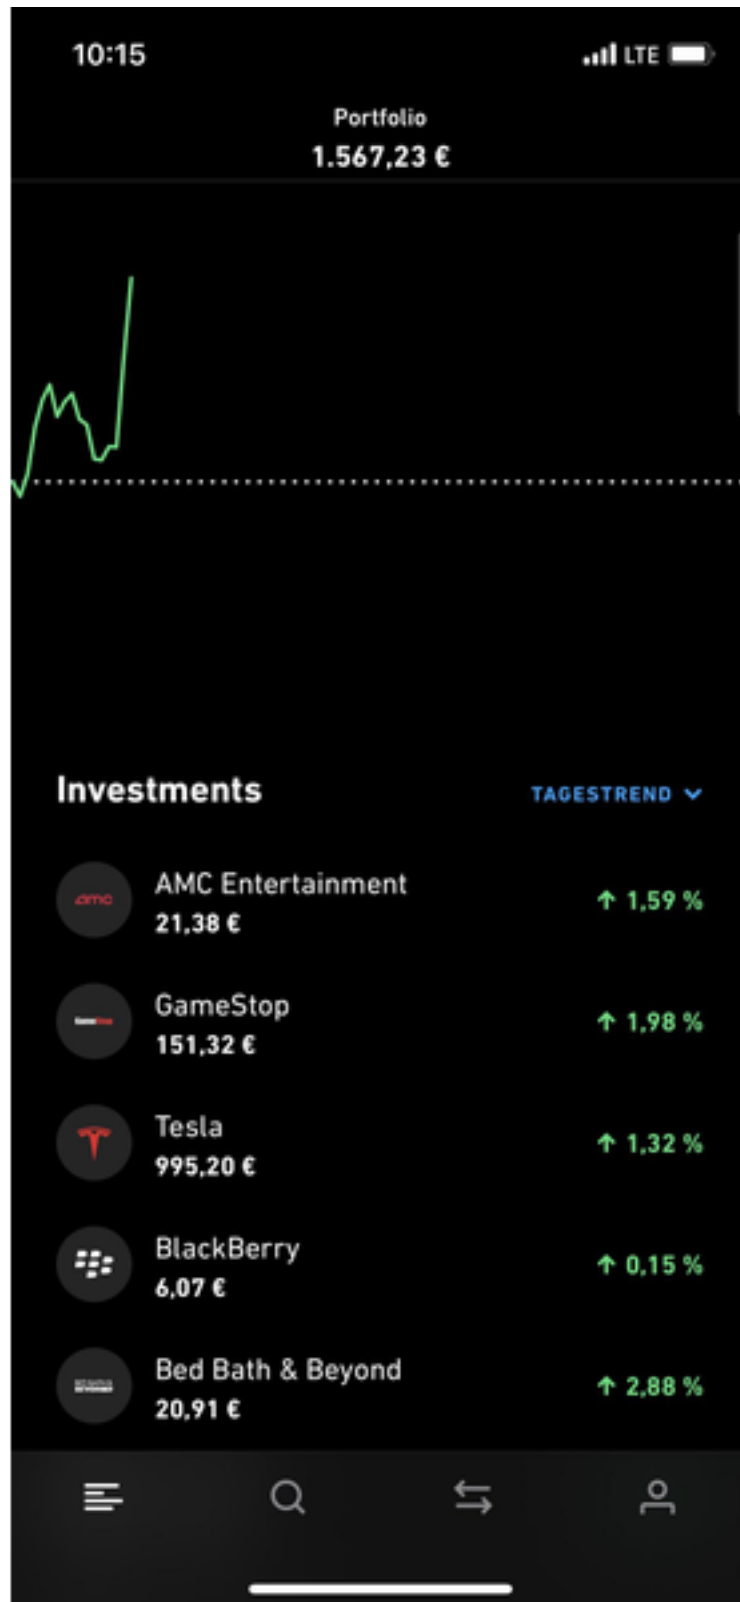 10:15
LTE
Portfolio
1.567,23 €
Investments
TAGESTREND
amc
AMC Entertainment
21,38 €
↑ 1,59 %
GameStop
GameStop
151,32 €
↑ 1,98 %
Tesla
995,20 €
↑ 1,32 %
BlackBerry
6,07 €
↑ 0,15 %
Bed Bath & Beyond
20,91 €
↑ 2,88 %